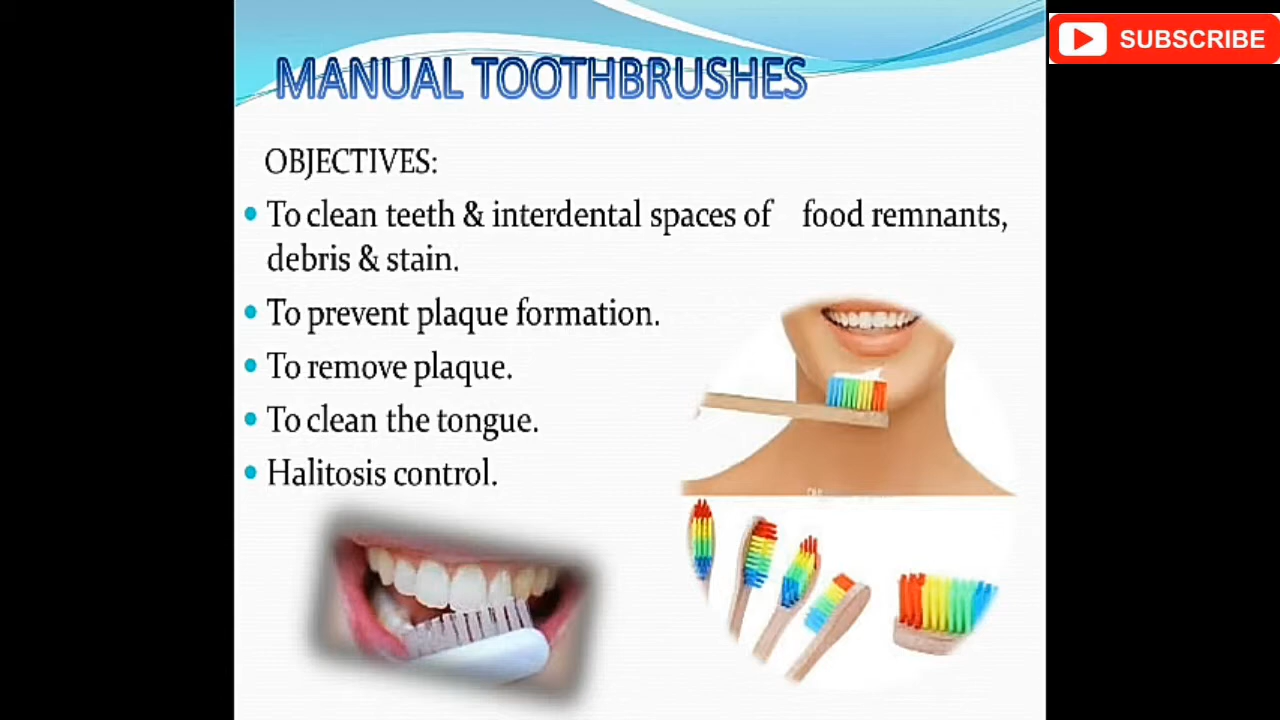 SUBSCRIBE
MANUAL TOOTHBRUSHES
OBJECTIVES:
To clean teeth & interdental spaces of food remnants,
debris & stain.
To prevent plaque formation.
To remove plaque.
To clean the tongue.
Halitosis control.